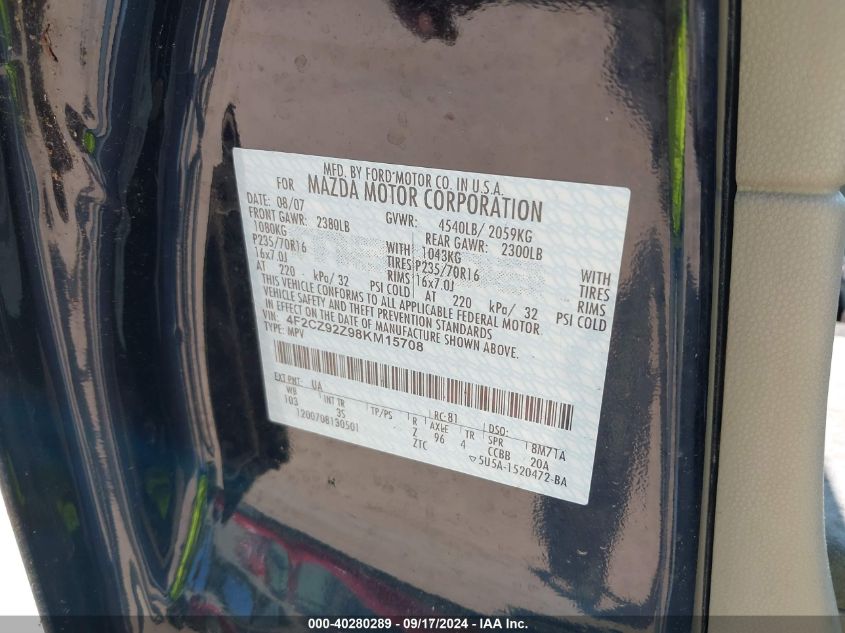 MFD. BY FORD MOTOR CO. IN U.S.A.
FOR MAZDA MOTOR CORPORATION
DATE: 08/07 GVWR: 4540LB/ 2059KG
FRONT GAWR: 2380LB REAR GAWR: 2300LB
1080KG WITH 1043KG WITH
P235/70R16 TIRES P235/70R16 TIRES
16x7.0J RIMS 16x7.0J RIMS
AT 220 kPa/ 32 PSI COLD AT 220 kPa/ 32 PSI COLD
THIS VEHICLE CONFORMS TO ALL APPLICABLE FEDERAL MOTOR
VEHICLE SAFETY AND THEFT PREVENTION STANDARDS
IN EFFECT ON THE DATE OF MANUFACTURE SHOWN ABOVE.
VIN: 4F2CZ92Z98KM15708
TYPE: MPV
EXT PNT: UA RC: 81 DSO:
WB INT TR TP/PS R AXLE TR SPR 8M71A
103 3S Z 96 4 CCBB 20A
1200708130501 ZTC ▽5U5A-1520472-BA
000-40280289 - 09/17/2024 - IAAI.COM